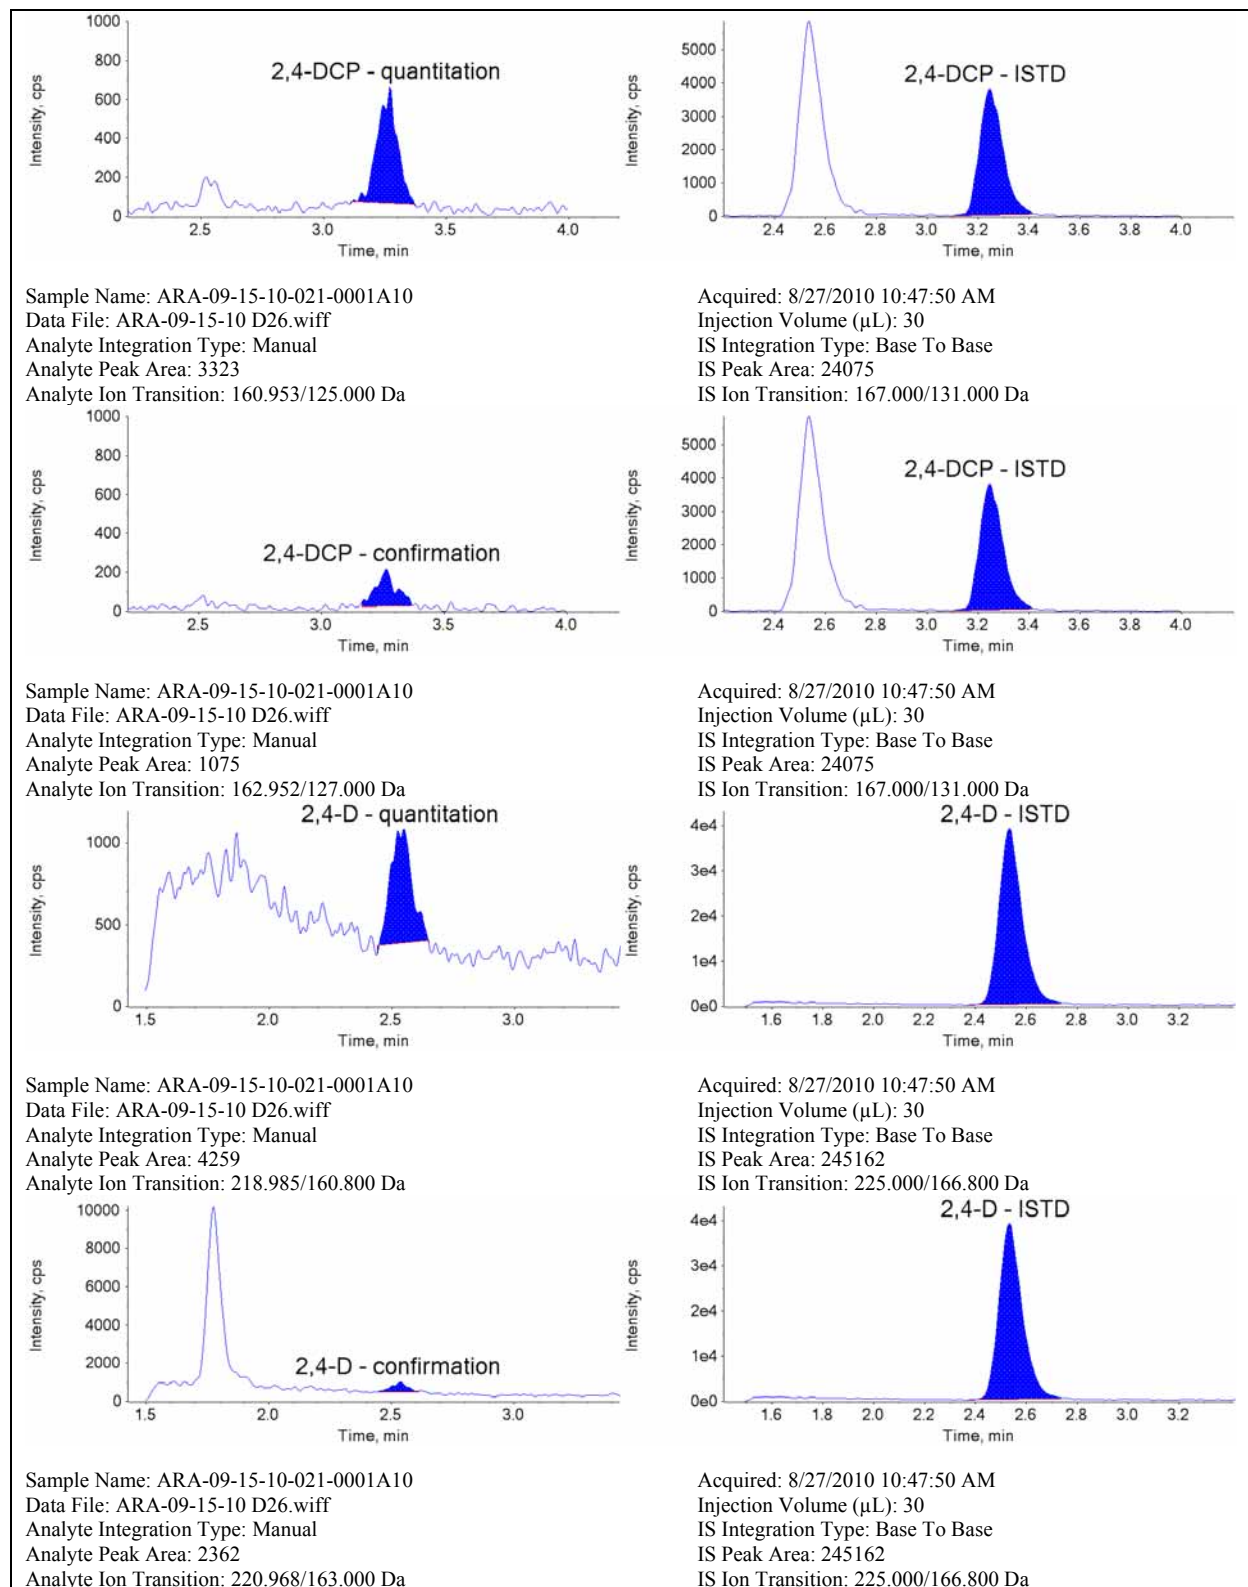 1000
800
600
400
200
0
Intensity, cps
2,4-DCP - quantitation
2.5 3.0 3.5 4.0
Time, min
5000
4000
3000
2000
1000
0
Intensity, cps
2,4-DCP - ISTD
2.4 2.6 2.8 3.0 3.2 3.4 3.6 3.8 4.0
Time, min
Sample Name: ARA-09-15-10-021-0001A10
Data File: ARA-09-15-10 D26.wiff
Analyte Integration Type: Manual
Analyte Peak Area: 3323
Analyte Ion Transition: 160.953/125.000 Da
Acquired: 8/27/2010 10:47:50 AM
Injection Volume (µL): 30
IS Integration Type: Base To Base
IS Peak Area: 24075
IS Ion Transition: 167.000/131.000 Da
1000
800
600
400
200
0
Intensity, cps
2,4-DCP - confirmation
2.5 3.0 3.5 4.0
Time, min
5000
4000
3000
2000
1000
0
Intensity, cps
2,4-DCP - ISTD
2.4 2.6 2.8 3.0 3.2 3.4 3.6 3.8 4.0
Time, min
Sample Name: ARA-09-15-10-021-0001A10
Data File: ARA-09-15-10 D26.wiff
Analyte Integration Type: Manual
Analyte Peak Area: 1075
Analyte Ion Transition: 162.952/127.000 Da
Acquired: 8/27/2010 10:47:50 AM
Injection Volume (µL): 30
IS Integration Type: Base To Base
IS Peak Area: 24075
IS Ion Transition: 167.000/131.000 Da
2,4-D - quantitation
1000
500
0
Intensity, cps
1.5 2.0 2.5 3.0
Time, min
2,4-D - ISTD
4e4
3e4
2e4
1e4
0e0
Intensity, cps
1.6 1.8 2.0 2.2 2.4 2.6 2.8 3.0 3.2
Time, min
Sample Name: ARA-09-15-10-021-0001A10
Data File: ARA-09-15-10 D26.wiff
Analyte Integration Type: Manual
Analyte Peak Area: 4259
Analyte Ion Transition: 218.985/160.800 Da
Acquired: 8/27/2010 10:47:50 AM
Injection Volume (µL): 30
IS Integration Type: Base To Base
IS Peak Area: 245162
IS Ion Transition: 225.000/166.800 Da
10000
8000
6000
4000
2000
0
Intensity, cps
2,4-D - confirmation
1.5 2.0 2.5 3.0
Time, min
2,4-D - ISTD
4e4
3e4
2e4
1e4
0e0
Intensity, cps
1.6 1.8 2.0 2.2 2.4 2.6 2.8 3.0 3.2
Time, min
Sample Name: ARA-09-15-10-021-0001A10
Data File: ARA-09-15-10 D26.wiff
Analyte Integration Type: Manual
Analyte Peak Area: 2362
Analyte Ion Transition: 220.968/163.000 Da
Acquired: 8/27/2010 10:47:50 AM
Injection Volume (µL): 30
IS Integration Type: Base To Base
IS Peak Area: 245162
IS Ion Transition: 225.000/166.800 Da